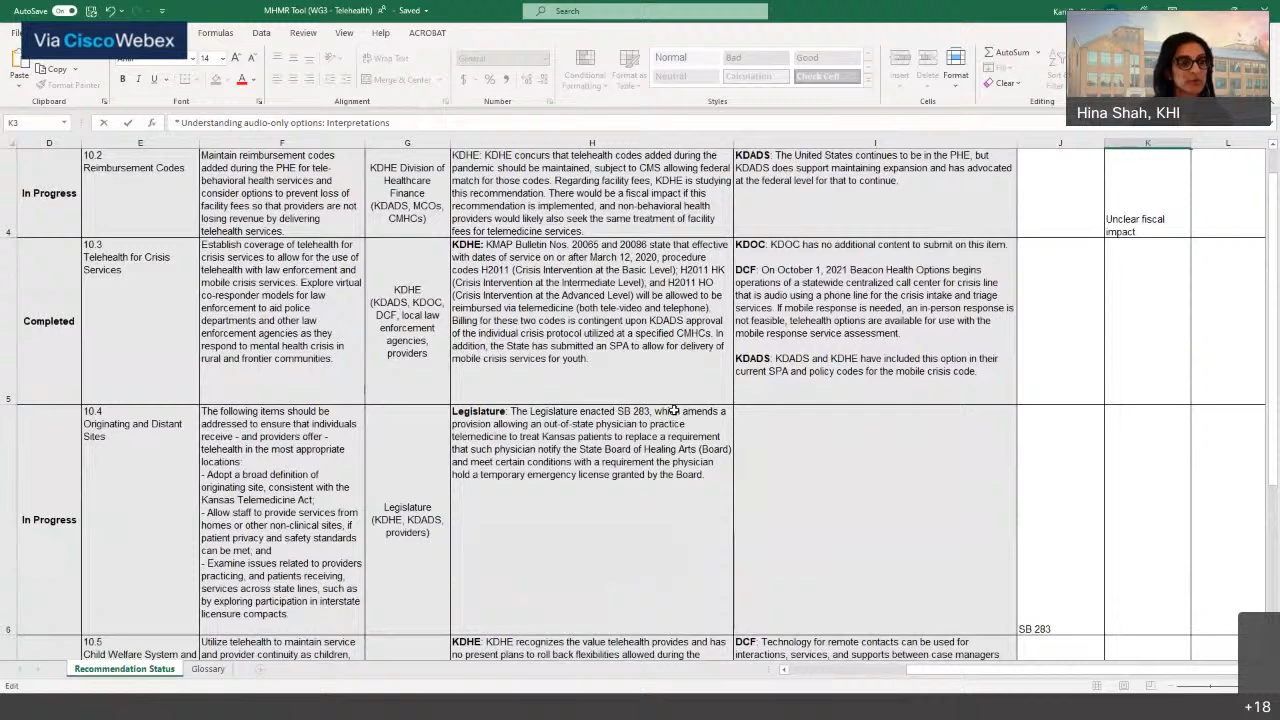 AutoSave On
MHMR Tool (WG3 - Telehealth) • Saved
Search
Via Cisco Webex
Formulas Data Review View Help ACROBAT
Paste
Copy
Format Painter
Clipboard
14
B I U
Font
Wrap Text
Merge & Center
Alignment
General
Number
Conditional Formatting
Format as Table
Normal Bad Good
Neutral Calculation Check Cell
Styles
Insert Delete Format
Cells
AutoSum
Fill
Clear
Editing
Hina Shah, KHI
K3
* Understanding audio-only options: Interpretations
D E F G H I J K L
In Progress
4
10.2
Reimbursement Codes
Maintain reimbursement codes
added during the PHE for tele-
behavioral health services and
consider options to prevent loss of
facility fees so that providers are not
losing revenue by delivering
telehealth services.
KDHE Division of
Healthcare
Finance
(KDADS, MCOs,
CMHCs)
KDHE: KDHE concurs that telehealth codes added during the
pandemic should be maintained, subject to CMS allowing federal
match for those codes. Regarding facility fees, KDHE is studying
this recommendation. There would be a fiscal impact if this
recommendation is implemented, and non-behavioral health
providers would likely also seek the same treatment of facility
fees for telemedicine services.
KDADS: The United States continues to be in the PHE, but
KDADS does support maintaining expansion and has advocated
at the federal level for that to continue.
Unclear fiscal
impact
Completed
5
10.3
Telehealth for Crisis
Services
Establish coverage of telehealth for
crisis services to allow for the use of
telehealth with law enforcement and
mobile crisis services. Explore virtual
co-responder models for law
enforcement to aid police
departments and other law
enforcement agencies as they
respond to mental health crisis in
rural and frontier communities.
KDHE
(KDADS, KDOC,
DCF, local law
enforcement
agencies,
providers
KDHE: KMAP Bulletin Nos. 20065 and 20086 state that effective
with dates of service on or after March 12, 2020, procedure
codes H2011 (Crisis Intervention at the Basic Level); H2011 HK
(Crisis Intervention at the Intermediate Level), and H2011 HO
(Crisis Intervention at the Advanced Level) will be allowed to be
reimbursed via telemedicine (both tele-video and telephone).
Billing for these two codes is contingent upon KDADS approval
of the individual crisis protocol utilized at a specified CMHCs. In
addition, the State has submitted an SPA to allow for delivery of
mobile crisis services for youth.
KDOC: KDOC has no additional content to submit on this item.
DCF: On October 1, 2021 Beacon Health Options begins
operations of a statewide centralized call center for crisis line
that is audio using a phone line for the crisis intake and triage
services. If mobile response is needed, an in-person response is
not feasible, telehealth options are available for use with the
mobile response service assessment.
KDADS: KDADS and KDHE have included this option in their
current SPA and policy codes for the mobile crisis code.
In Progress
6
10.4
Originating and Distant
Sites
The following items should be
addressed to ensure that individuals
receive - and providers offer -
telehealth in the most appropriate
locations:
- Adopt a broad definition of
originating site, consistent with the
Kansas Telemedicine Act;
- Allow staff to provide services from
homes or other non-clinical sites, if
patient privacy and safety standards
can be met; and
- Examine issues related to providers
practicing, and patients receiving,
services across state lines, such as
by exploring participation in interstate
licensure compacts.
Legislature
(KDHE, KDADS,
providers)
Legislature: The Legislature enacted SB 283, which amends a
provision allowing an out-of-state physician to practice
telemedicine to treat Kansas patients to replace a requirement
that such physician notify the State Board of Healing Arts (Board)
and meet certain conditions with a requirement the physician
hold a temporary emergency license granted by the Board.
SB 283
10.5
Child Welfare System and
Utilize telehealth to maintain service
and provider continuity as children,
KDHE: KDHE recognizes the value telehealth provides and has
no present plans to roll back flexibilities allowed during the
DCF: Technology for remote contacts can be used for
interactions, services, and supports between case managers
Recommendation Status Glossary
Edit
+18